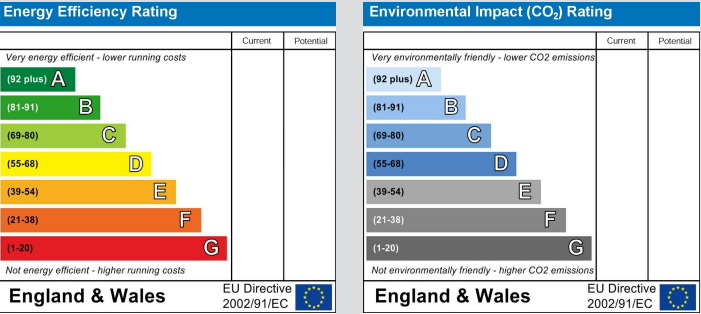 Energy Efficiency Rating
Current Potential
Very energy efficient - lower running costs
(92 plus) A
(81-91) B
(69-80) C
(55-68) D
(39-54) E
(21-38) F
(1-20) G
Not energy efficient - higher running costs
England & Wales
EU Directive
2002/91/EC
Environmental Impact (CO₂) Rating
Current Potential
Very environmentally friendly - lower CO2 emissions
(92 plus) A
(81-91) B
(69-80) C
(55-68) D
(39-54) E
(21-38) F
(1-20) G
Not environmentally friendly - higher CO2 emissions
England & Wales
EU Directive
2002/91/EC